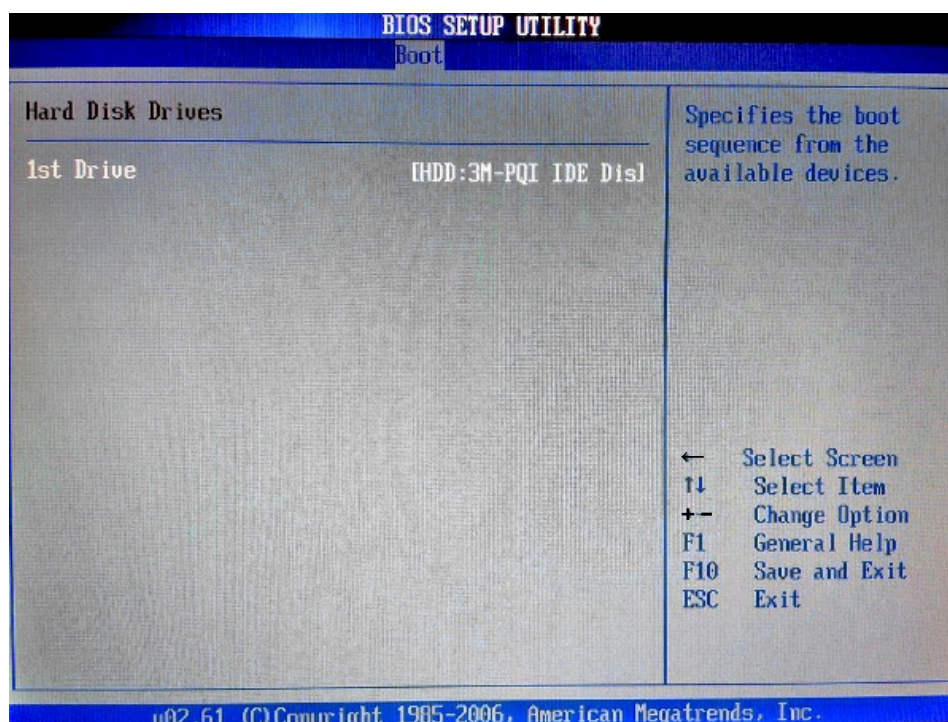 BIOS SETUP UTILITY
Boot
Hard Disk Drives
1st Drive [HDD:3M-PQI IDE Dis]
Specifies the boot
sequence from the
available devices.
← Select Screen
↑↓ Select Item
+- Change Option
F1 General Help
F10 Save and Exit
ESC Exit
v02.61 (C)Copyright 1985-2006, American Megatrends, Inc.